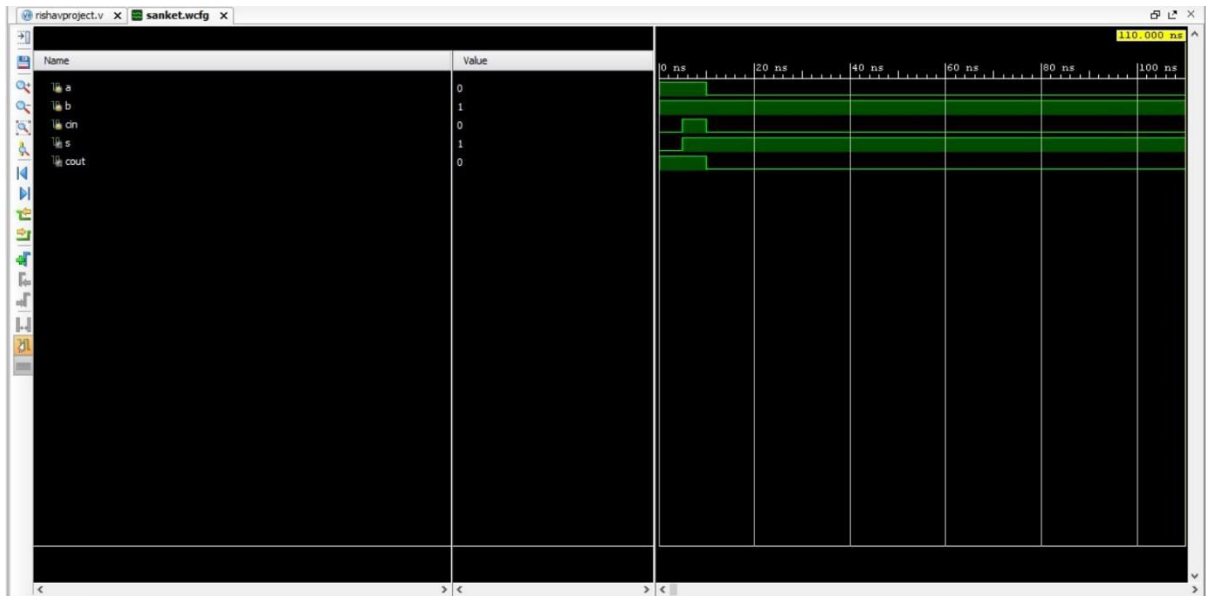 rishavproject.v x sanket.wcfg x
110.000 ns
Name Value
0 ns 20 ns 40 ns 60 ns 80 ns 100 ns
a 0
b 1
cin 0
s 1
cout 0